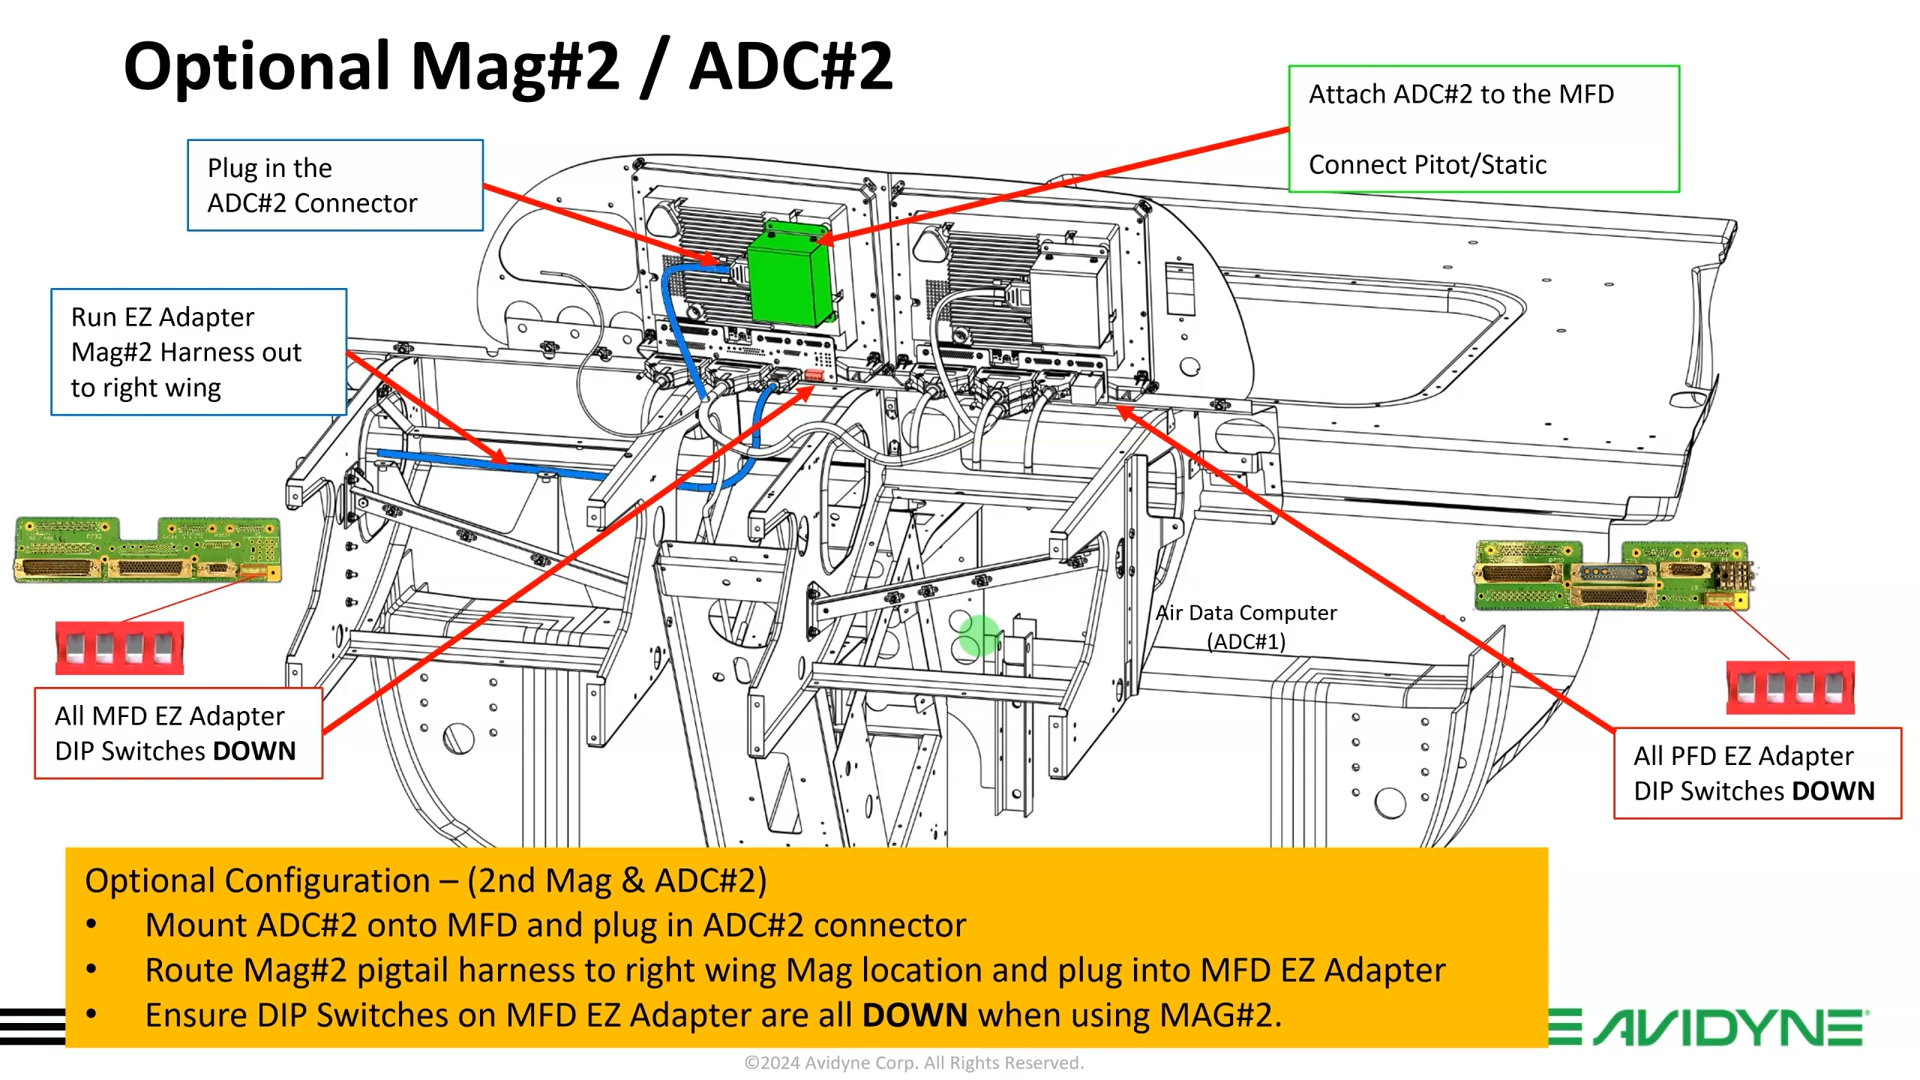 Optional Mag#2 / ADC#2
Attach ADC#2 to the MFD
Connect Pitot/Static
Plug in the
ADC#2 Connector
Run EZ Adapter
Mag#2 Harness out
to right wing
Air Data Computer
(ADC#1)
All MFD EZ Adapter
DIP Switches DOWN
All PFD EZ Adapter
DIP Switches DOWN
Optional Configuration – (2nd Mag & ADC#2)
• Mount ADC#2 onto MFD and plug in ADC#2 connector
• Route Mag#2 pigtail harness to right wing Mag location and plug into MFD EZ Adapter
• Ensure DIP Switches on MFD EZ Adapter are all DOWN when using MAG#2.
AVIDYNE
©2024 Avidyne Corp. All Rights Reserved.